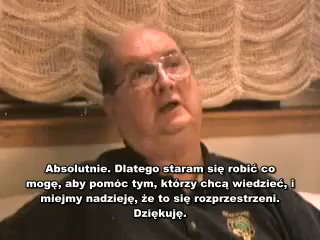 Absolutnie. Dlatego staram się robić co
mogę, aby pomóc tym, którzy chcą wiedzieć, i
miejmy nadzieję, że to się rozprzestrzeni.
Dziękuję.